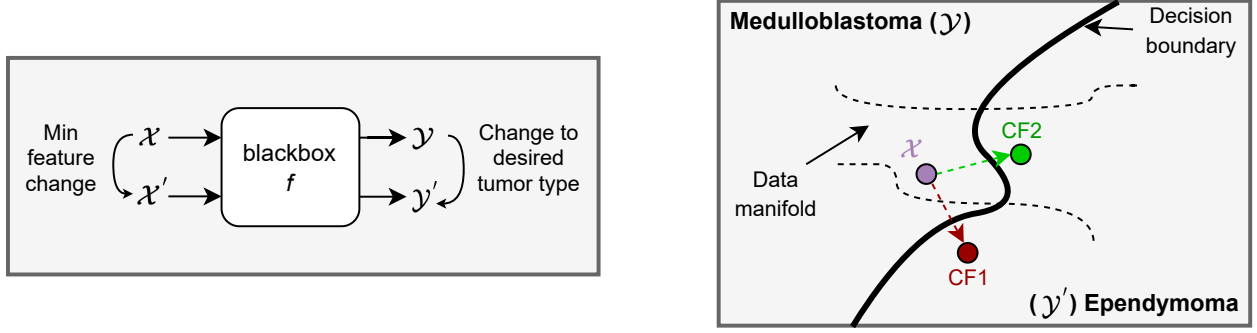 Min
feature
change
𝒳
𝒳′
blackbox
f
𝒴
𝒴′
Change to
desired
tumor type
Medulloblastoma (𝒴)
Decision
boundary
CF2
𝒳
Data
manifold
CF1
(𝒴′) Ependymoma